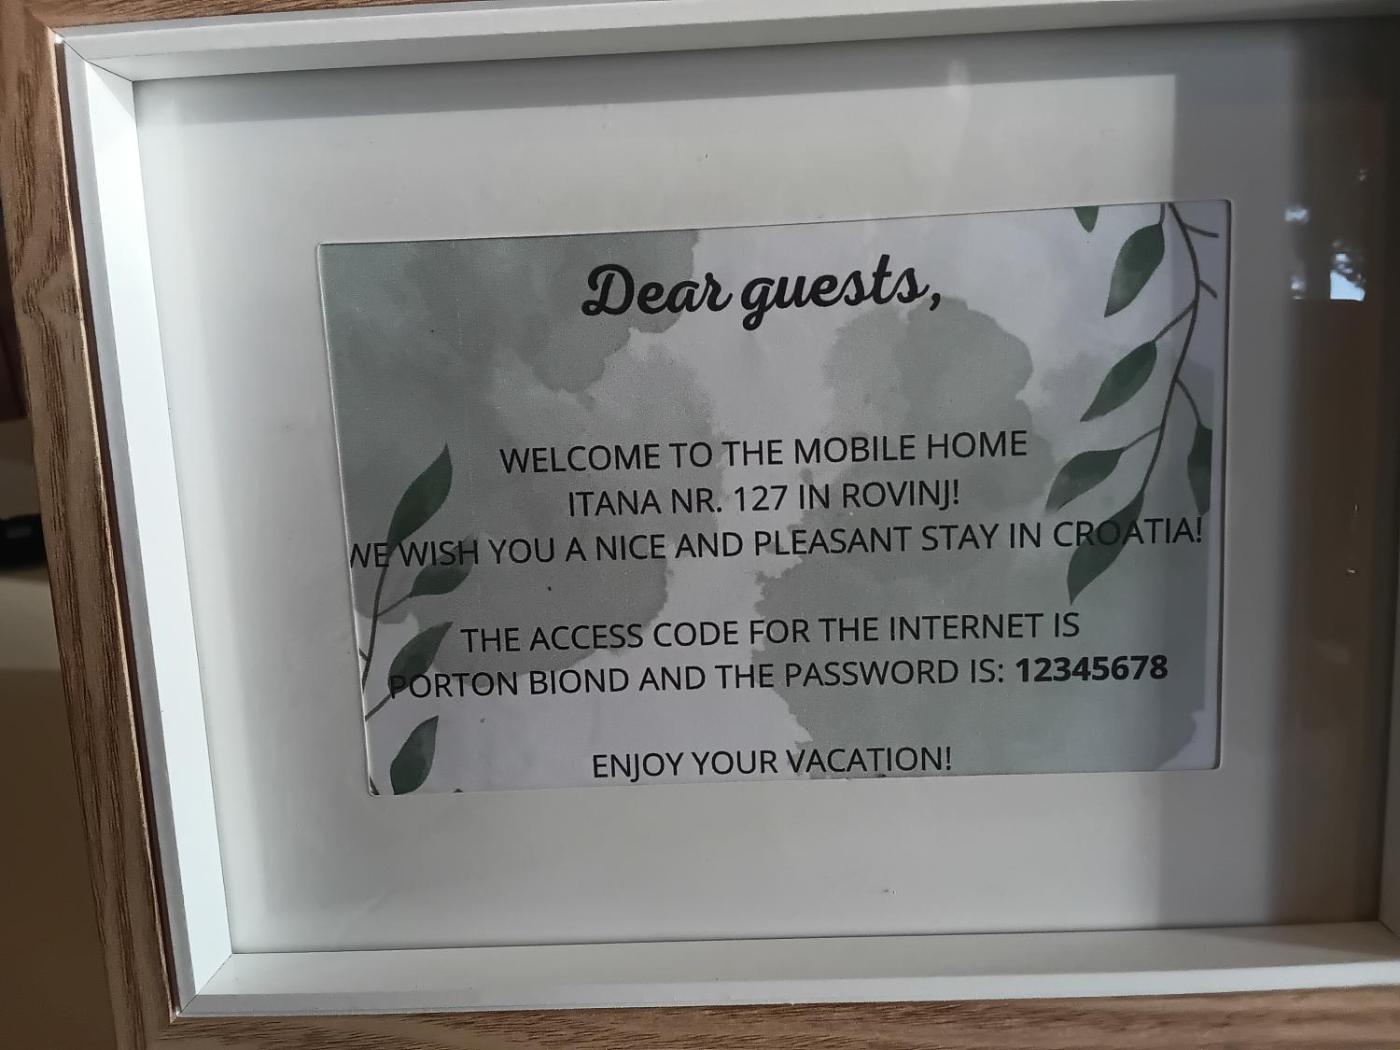 Dear guests,
WELCOME TO THE MOBILE HOME
ITANA NR. 127 IN ROVINJ!
WE WISH YOU A NICE AND PLEASANT STAY IN CROATIA!
THE ACCESS CODE FOR THE INTERNET IS
PORTON BIOND AND THE PASSWORD IS: 12345678
ENJOY YOUR VACATION!